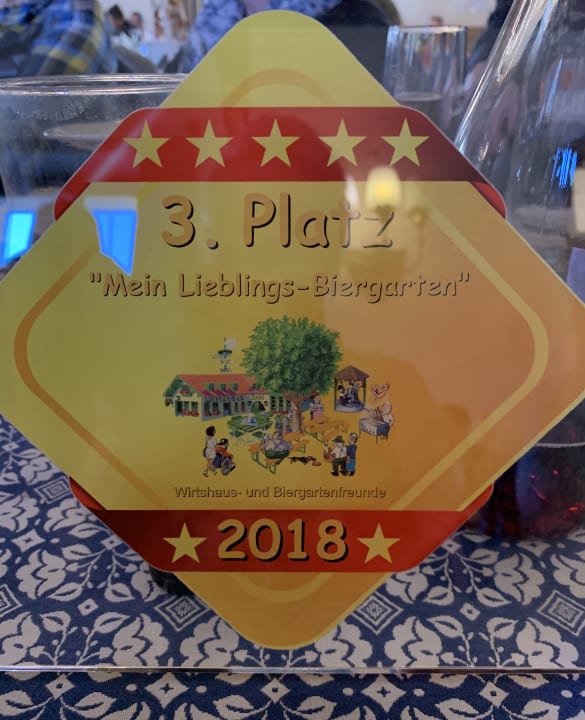 3. Platz
"Mein Lieblings-Biergarten"
Wirtshaus- und Biergartenfreunde
2018